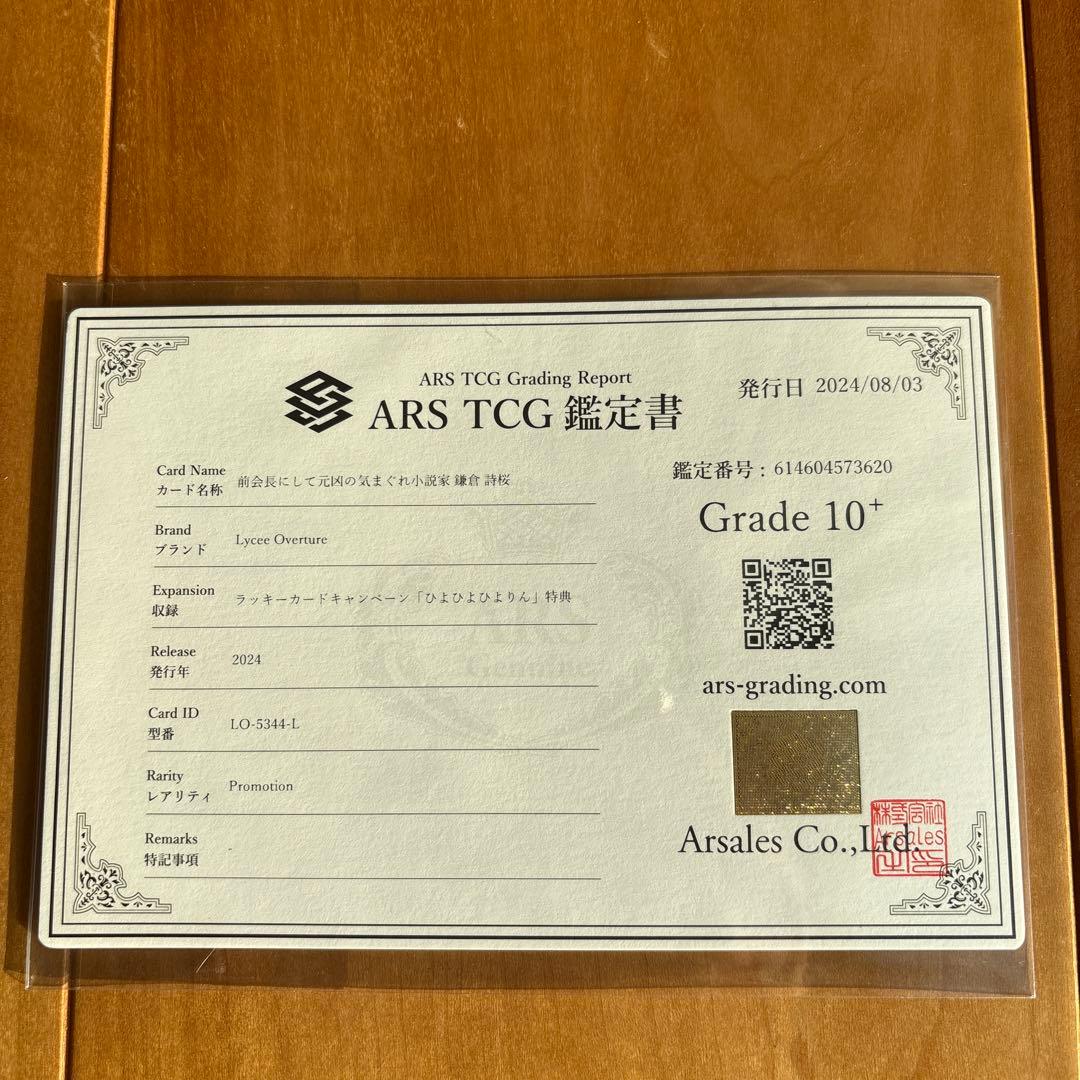 ARS TCG Grading Report
ARS TCG 鑑定書
発行日 2024/08/03
Card Name
カード名称
前会長にして元凶の気まぐれ小説家 鎌倉 詩桜
Brand
ブランド
Lycee Overture
Expansion
収録
ラッキーカードキャンペーン「ひよひよひよりん」特典
Release
発行年
2024
Card ID
型番
LO-5344-L
Rarity
レアリティ
Promotion
Remarks
特記事項
-
鑑定番号 : 614604573620
Grade 10+
ars-grading.com
Arsales Co.,Ltd.
株式会社
Arsales